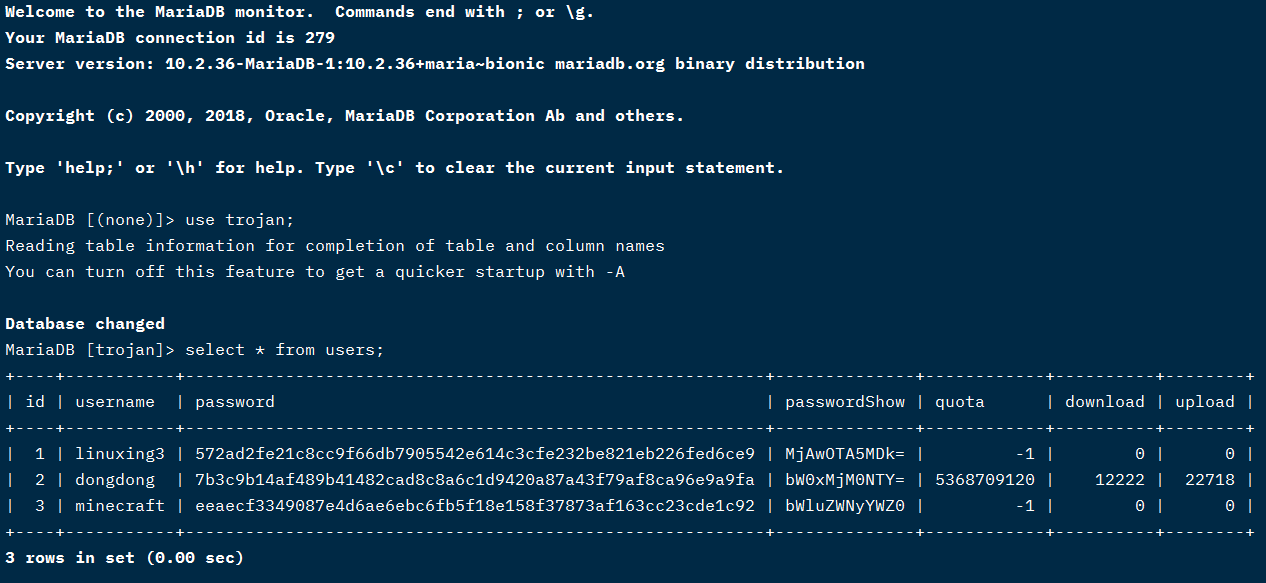 Welcome to the MariaDB monitor.  Commands end with ; or \g.
Your MariaDB connection id is 279
Server version: 10.2.36-MariaDB-1:10.2.36+maria~bionic mariadb.org binary distribution
Copyright (c) 2000, 2018, Oracle, MariaDB Corporation Ab and others.
Type 'help;' or '\h' for help. Type '\c' to clear the current input statement.
MariaDB [(none)]> use trojan;
Reading table information for completion of table and column names
You can turn off this feature to get a quicker startup with -A
Database changed
MariaDB [trojan]> select * from users;
+----+-----------+----------------------------------------------------------+--------------+------------+----------+--------+
| id | username  | password                                                 | passwordShow | quota      | download | upload |
+----+-----------+----------------------------------------------------------+--------------+------------+----------+--------+
|  1 | linuxing3 | 572ad2fe21c8cc9f66db7905542e614c3cfe232be821eb226fed6ce9 | MjAwOTA5MDk= |         -1 |        0 |      0 |
|  2 | dongdong  | 7b3c9b14af489b41482cad8c8a6c1d9420a87a43f79af8ca96e9a9fa | bW0xMjM0NTY= | 5368709120 |    12222 |  22718 |
|  3 | minecraft | eeaecf3349087e4d6ae6ebc6fb5f18e158f37873af163cc23cde1c92 | bWluZWNyYWZ0 |         -1 |        0 |      0 |
+----+-----------+----------------------------------------------------------+--------------+------------+----------+--------+
3 rows in set (0.00 sec)